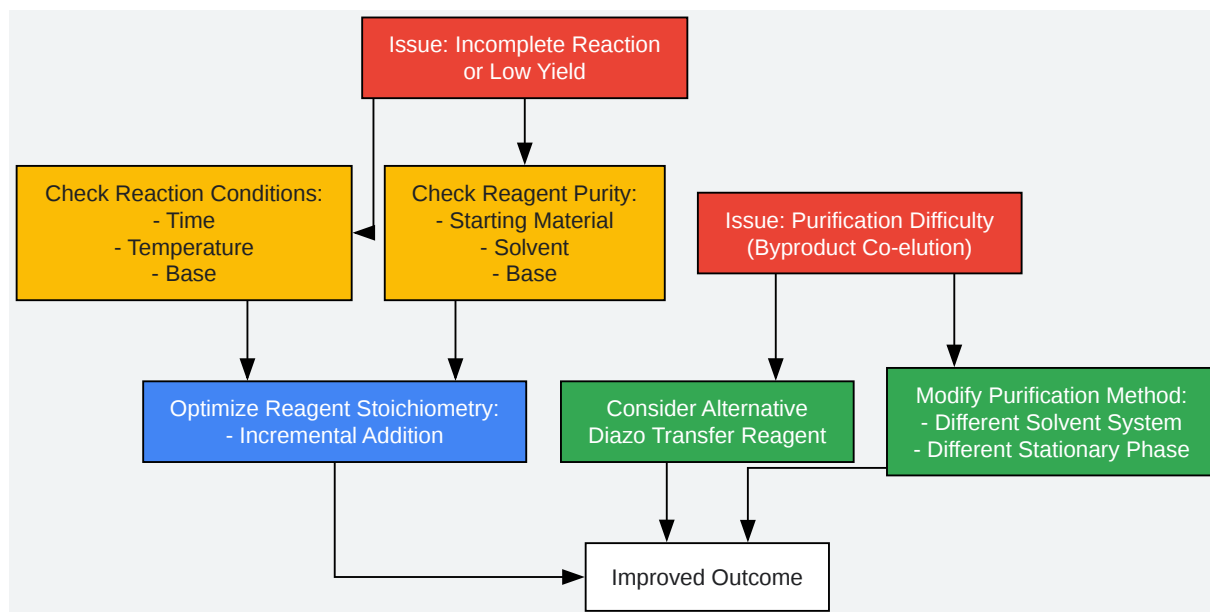 Issue: Incomplete Reaction
or Low Yield
Check Reaction Conditions:
- Time
- Temperature
- Base
Check Reagent Purity:
- Starting Material
- Solvent
- Base
Issue: Purification Difficulty
(Byproduct Co-elution)
Optimize Reagent Stoichiometry:
- Incremental Addition
Consider Alternative
Diazo Transfer Reagent
Modify Purification Method:
- Different Solvent System
- Different Stationary Phase
Improved Outcome